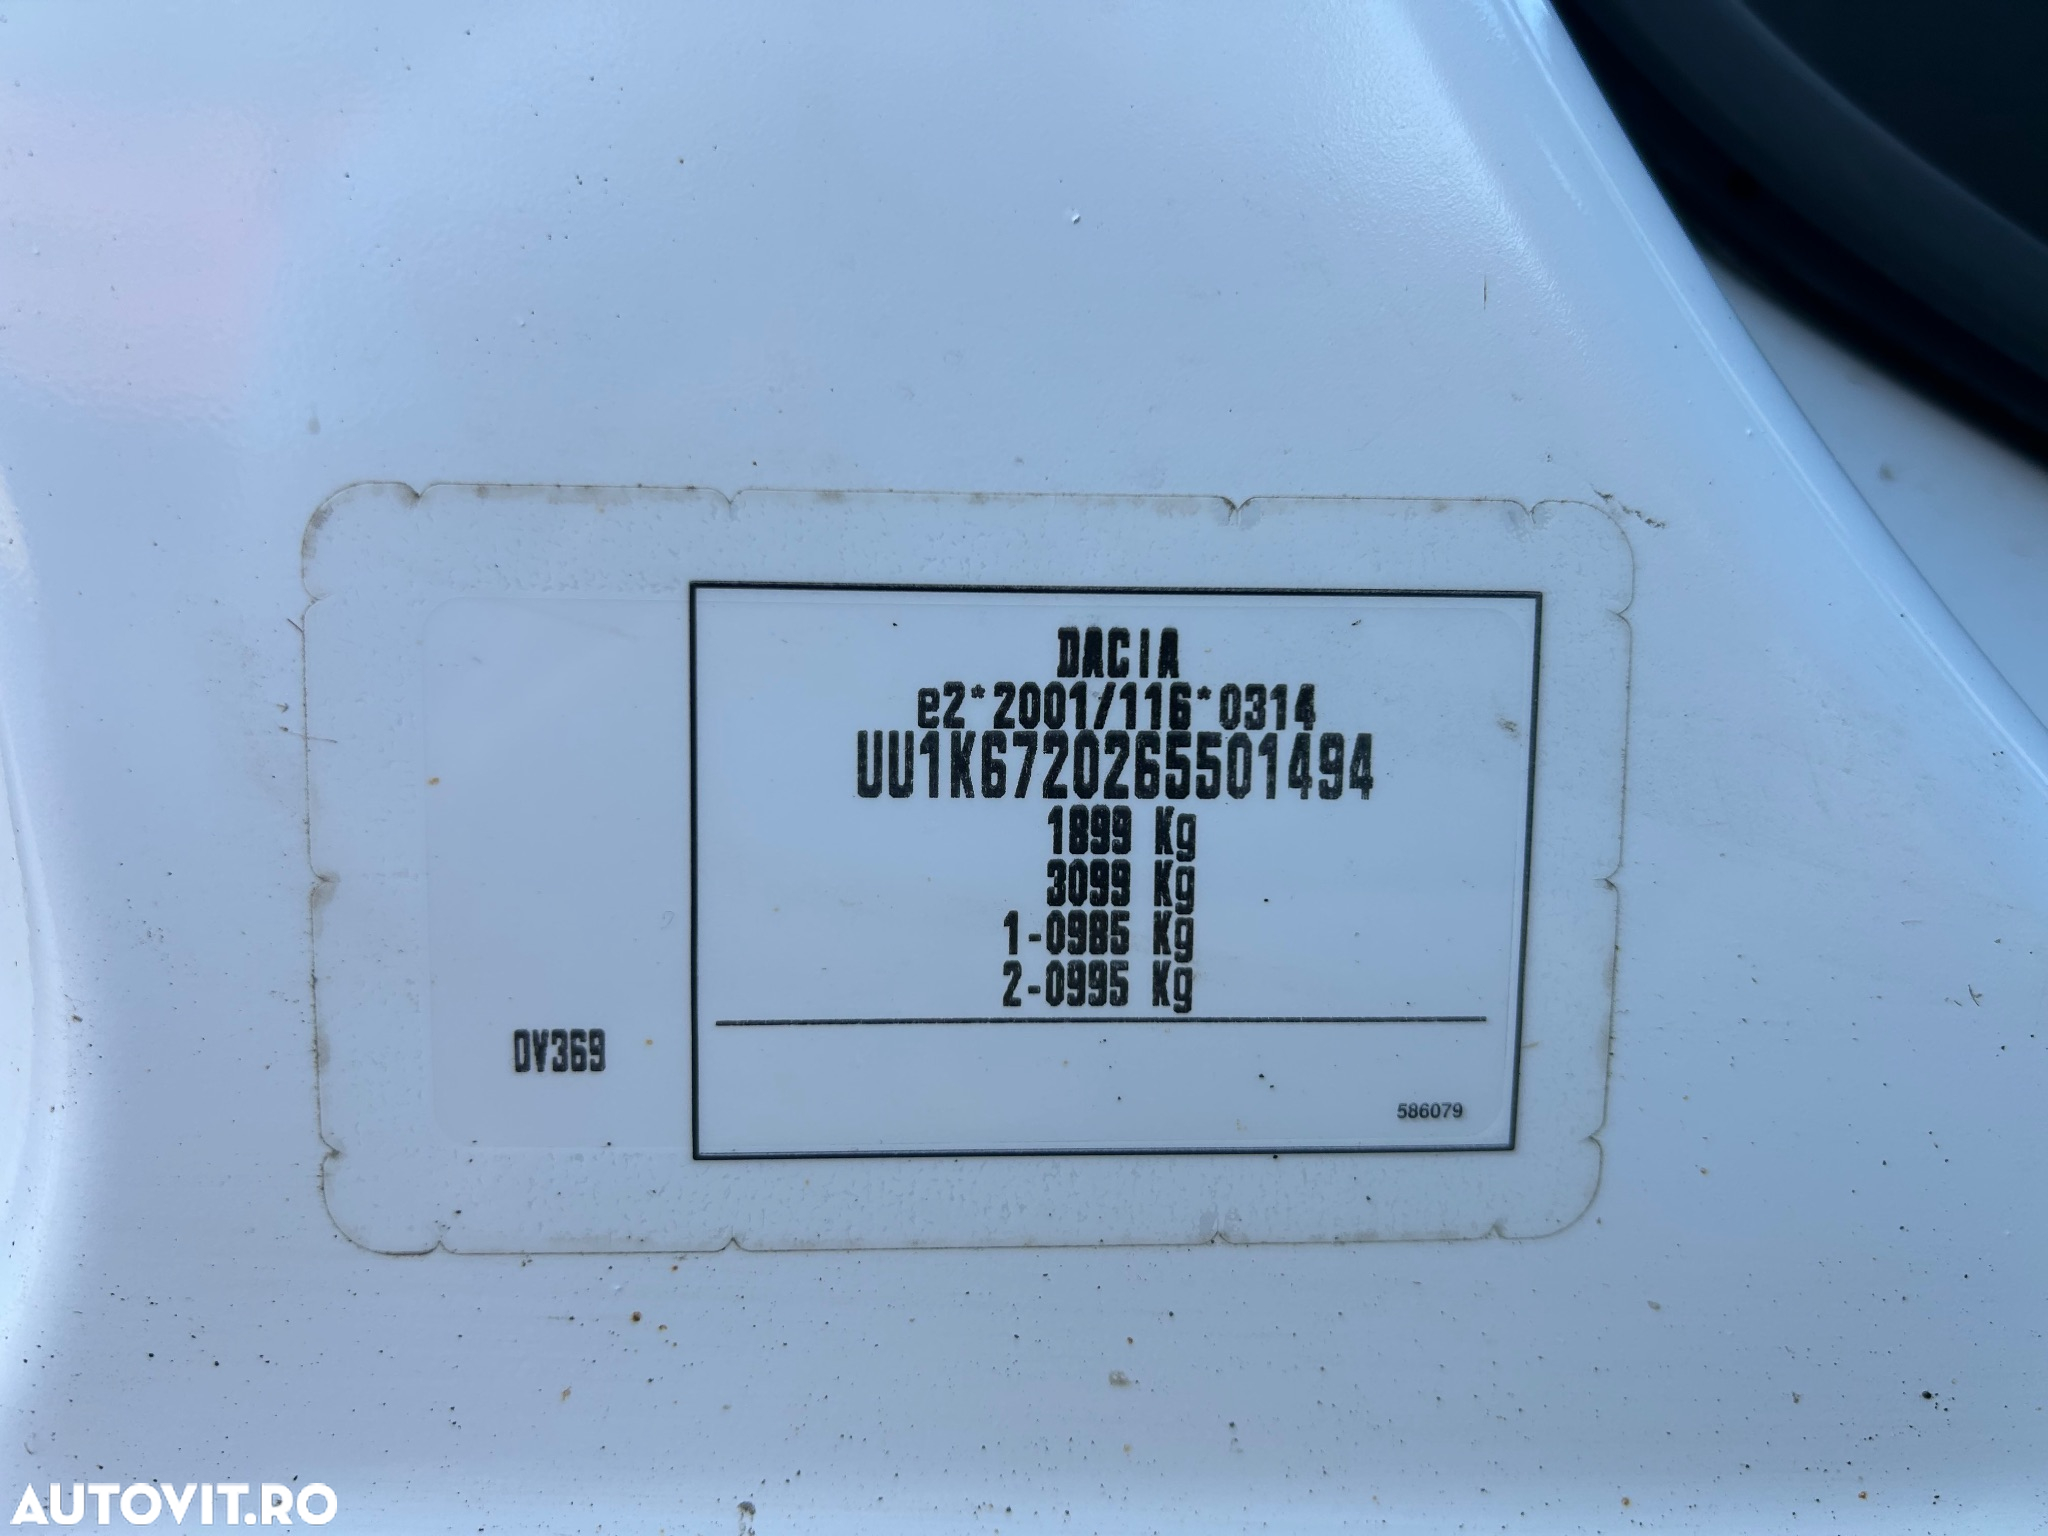 DACIA
e2*2001/116*0314
UU1K6720265501494
1899 Kg
3099 Kg
1-0985 Kg
2-0995 Kg
DV369
586079
AUTOVIT.RO